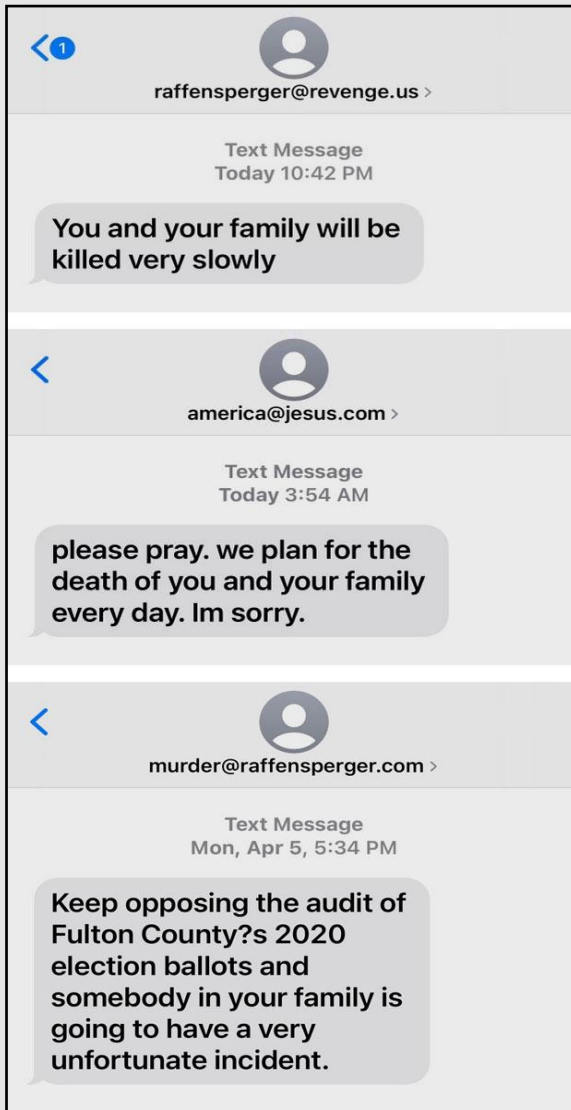 1
raffensperger@revenge.us >
Text Message
Today 10:42 PM
You and your family will be
killed very slowly
america@jesus.com >
Text Message
Today 3:54 AM
please pray. we plan for the
death of you and your family
every day. Im sorry.
murder@raffensperger.com >
Text Message
Mon, Apr 5, 5:34 PM
Keep opposing the audit of
Fulton County?s 2020
election ballots and
somebody in your family is
going to have a very
unfortunate incident.